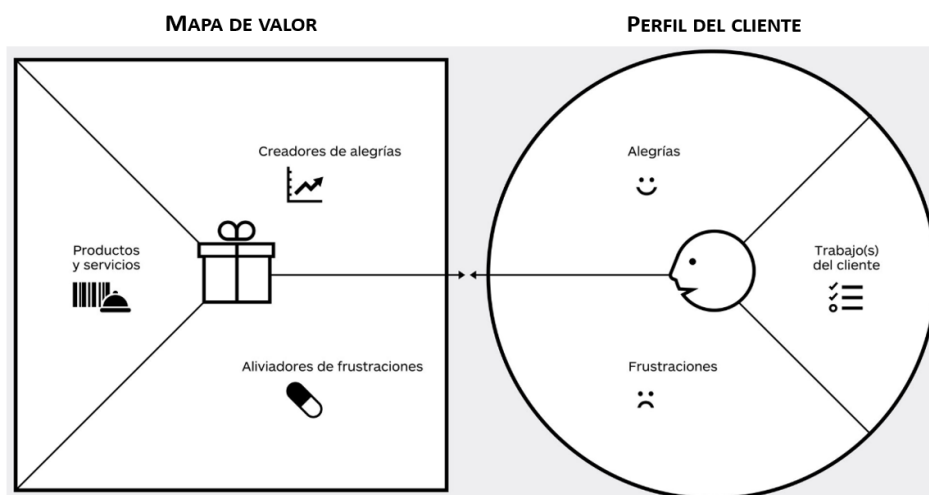 MAPA DE VALOR
PERFIL DEL CLIENTE
Creadores de alegrías
Productos
y servicios
Aliviadores de frustraciones
Alegrías
Trabajo(s)
del cliente
Frustraciones